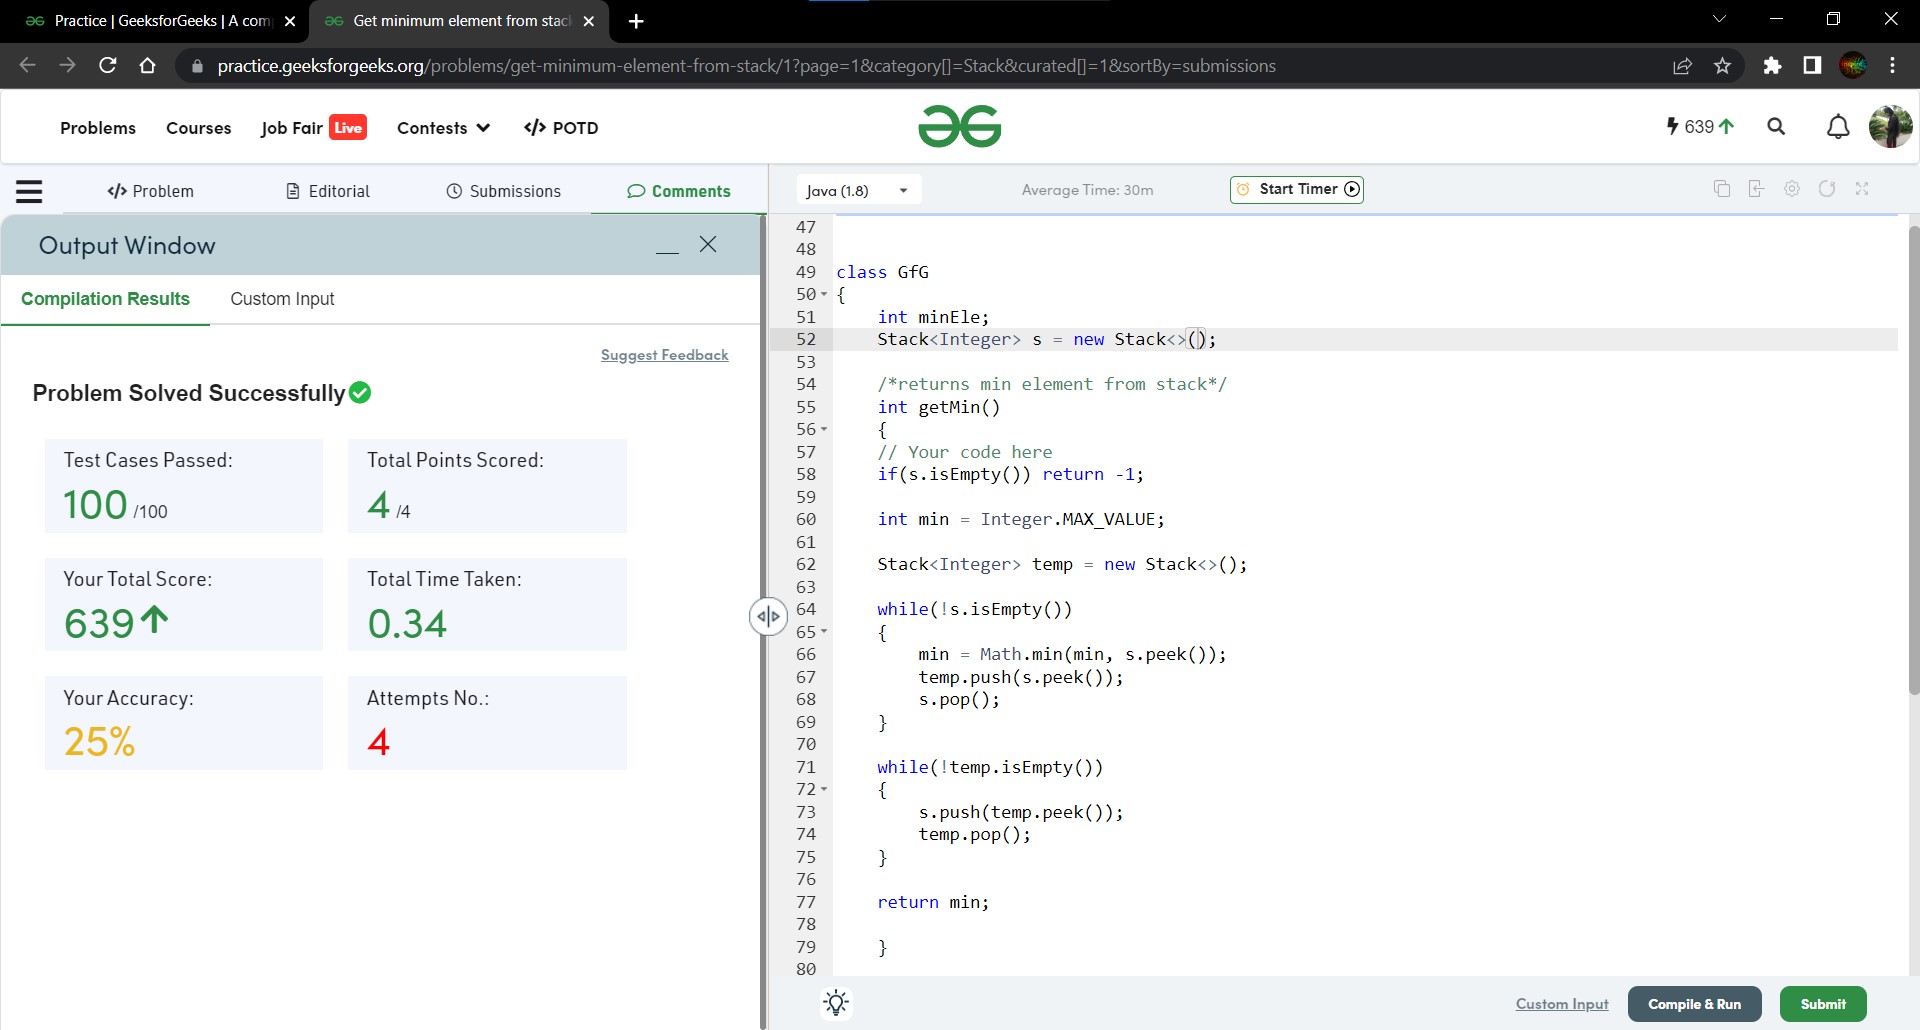 Practice | GeeksforGeeks | A com
Get minimum element from stac
practice.geeksforgeeks.org/problems/get-minimum-element-from-stack/1?page=1&category[]=Stack&curated[]=1&sortBy=submissions
Problems Courses Job Fair Live Contests </> POTD
639
</> Problem Editorial Submissions Comments
Output Window
Compilation Results Custom Input
Suggest Feedback
Problem Solved Successfully
Test Cases Passed:
100 /100
Total Points Scored:
4 /4
Your Total Score:
639
Total Time Taken:
0.34
Your Accuracy:
25%
Attempts No.:
4
Java (1.8) Average Time: 30m Start Timer
47
48
49 class GfG
50 {
51 int minEle;
52 Stack<Integer> s = new Stack<>();
53
54 /*returns min element from stack*/
55 int getMin()
56 {
57 // Your code here
58 if(s.isEmpty()) return -1;
59
60 int min = Integer.MAX_VALUE;
61
62 Stack<Integer> temp = new Stack<>();
63
64 while(!s.isEmpty())
65 {
66 min = Math.min(min, s.peek());
67 temp.push(s.peek());
68 s.pop();
69 }
70
71 while(!temp.isEmpty())
72 {
73 s.push(temp.peek());
74 temp.pop();
75 }
76
77 return min;
78
79 }
80
Custom Input Compile & Run Submit